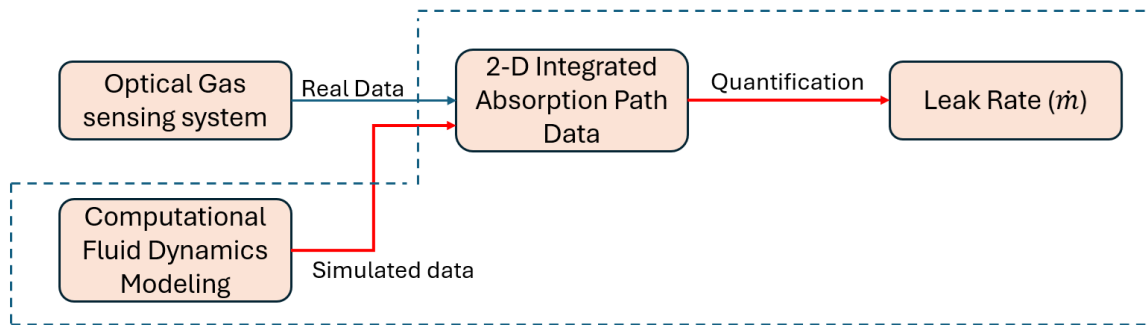 Optical Gas
sensing system
Real Data
2-D Integrated
Absorption Path
Data
Quantification
Leak Rate (ṁ)
Computational
Fluid Dynamics
Modeling
Simulated data